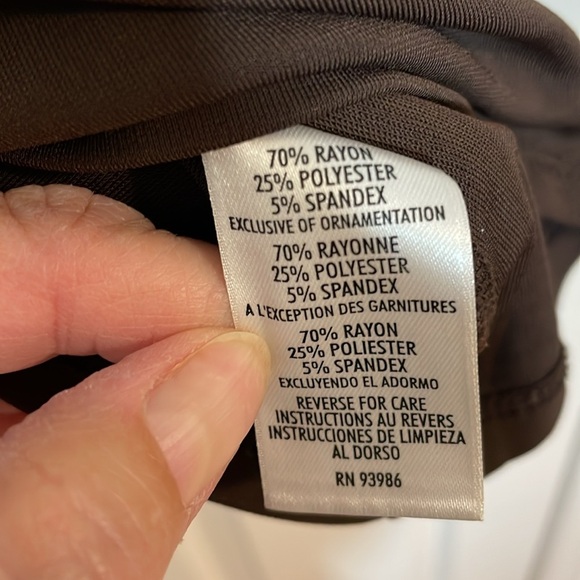 70% RAYON
25% POLYESTER
5% SPANDEX
EXCLUSIVE OF ORNAMENTATION
70% RAYONNE
25% POLYESTER
5% SPANDEX
A L'EXCEPTION DES GARNITURES
70% RAYON
25% POLIESTER
5% SPANDEX
EXCLUYENDO EL ADORMO
REVERSE FOR CARE
INSTRUCTIONS AU REVERS
INSTRUCCIONES DE LIMPIEZA
AL DORSO
RN 93986